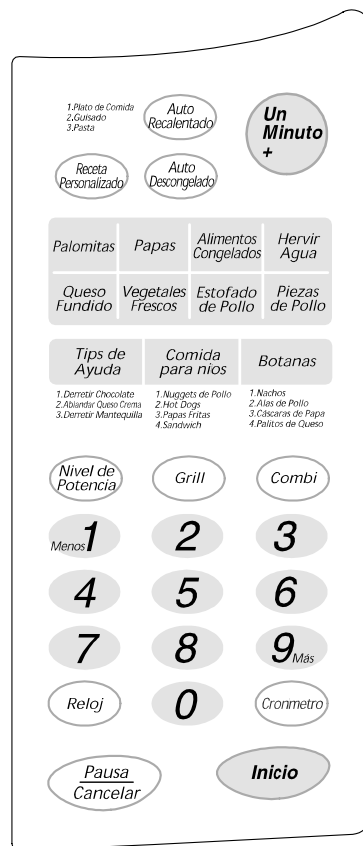 1.Plato de Comida
2.Guisado
3.Pasta
Auto
Recalentado
Un
Minuto
+
Receta
Personalizado
Auto
Descongelado
Palomitas
Papas
Alimentos
Congelados
Hervir
Agua
Queso
Fundido
Vegetales
Frescos
Estofado
de Pollo
Piezas
de Pollo
Tips de
Ayuda
Comida
para nios
Botanas
1.Derretir Chocolate
2.Ablandar Queso Crema
3.Derretir Mantequilla
1.Nuggets de Pollo
2.Hot Dogs
3.Papas Fritas
4.Sandwich
1.Nachos
2.Alas de Pollo
3.Cáscaras de Papa
4.Palitos de Queso
Nivel de
Potencia
Grill
Combi
Menos 1
2
3
4
5
6
7
8
9 Más
Reloj
0
Cronmetro
Pausa
Cancelar
Inicio